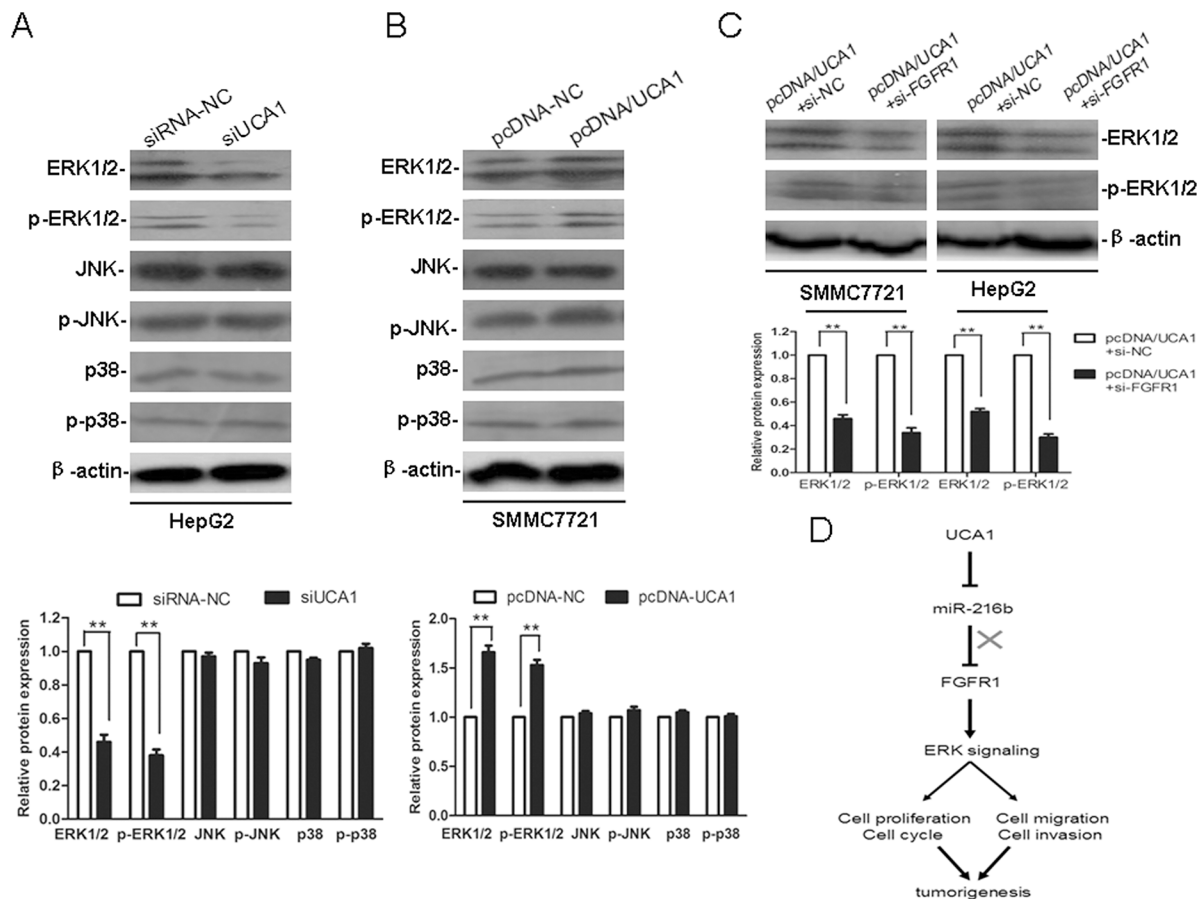 A
siRNA-NC
siUCA1
ERK1/2-
p-ERK1/2-
JNK-
p-JNK-
p38-
p-p38-
β-actin-
HepG2
siRNA-NC siUCA1
Relative protein expression
1.2
1.0
0.8
0.6
0.4
0.2
0.0
** **
ERK1/2 p-ERK1/2 JNK p-JNK p38 p-p38
B
pcDNA-NC
pcDNA/UCA1
ERK1/2-
p-ERK1/2-
JNK-
p-JNK-
p38-
p-p38-
β-actin-
SMMC7721
pcDNA-NC pcDNA-UCA1
Relative protein expression
2.0
1.5
1.0
0.5
0.0
** **
ERK1/2 p-ERK1/2 JNK p-JNK p38 p-p38
C
pcDNA/UCA1
+si-NC
pcDNA/UCA1
+si-FGFR1
pcDNA/UCA1
+si-NC
pcDNA/UCA1
+si-FGFR1
-ERK1/2
-p-ERK1/2
-β-actin
SMMC7721 HepG2
Relative protein expression
1.2
1.0
0.8
0.6
0.4
0.2
0.0
** ** ** **
ERK1/2 p-ERK1/2 ERK1/2 p-ERK1/2
pcDNA/UCA1
+si-NC
pcDNA/UCA1
+si-FGFR1
D
UCA1
miR-216b
FGFR1
ERK signaling
Cell proliferation
Cell cycle
Cell migration
Cell invasion
tumorigenesis